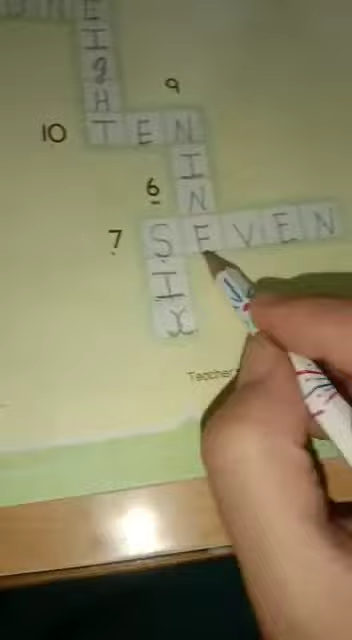 EIGHT
9
10 TEN
NINE
6
7 SEVEN
SIX
Teacher